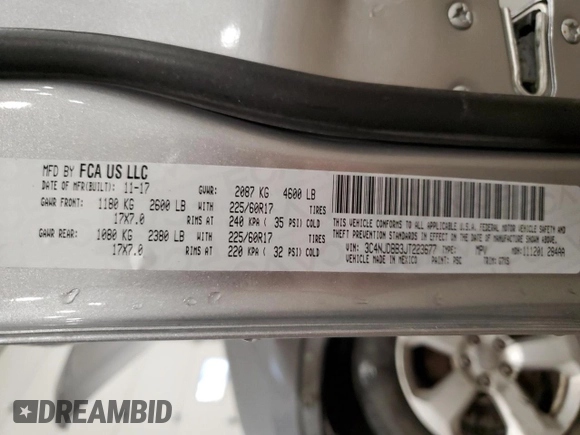 MFD BY FCA US LLC
DATE OF MFR(BUILT): 11-17 GVWR: 2087 KG 4600 LB
GAWR FRONT: 1180 KG 2600 LB WITH 225/60R17 TIRES
17X7.0 RIMS AT 240 KPA ( 35 PSI) COLD
GAWR REAR: 1080 KG 2380 LB WITH 225/60R17 TIRES
17X7.0 RIMS AT 220 KPA ( 32 PSI) COLD
THIS VEHICLE CONFORMS TO ALL APPLICABLE U.S.A. FEDERAL MOTOR VEHICLE SAFETY AND
THEFT PREVENTION STANDARDS IN EFFECT ON THE DATE OF MANUFACTURE SHOWN ABOVE.
VIN: 3C4NJDBB3JT223677 TYPE: MPV MDH:111201 284AA
VEHICLE MADE IN MEXICO PAINT: PSC TRIM:
DREAMBID